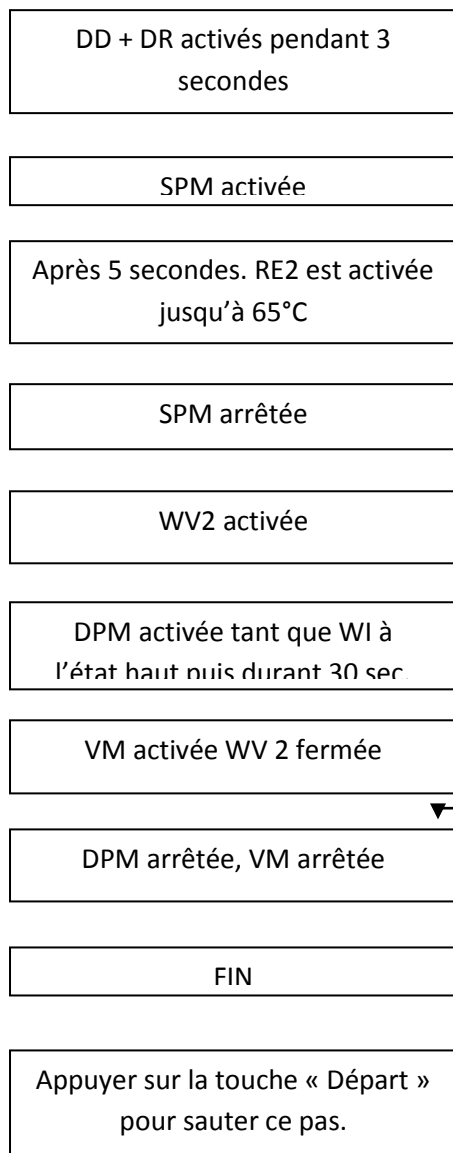 DD + DR activés pendant 3
secondes
SPM activée
Après 5 secondes. RE2 est activée
jusqu’à 65°C
SPM arrêtée
WV2 activée
DPM activée tant que WI à
l’état haut puis durant 30 sec.
VM activée WV 2 fermée
DPM arrêtée, VM arrêtée
FIN
Appuyer sur la touche « Départ »
pour sauter ce pas.